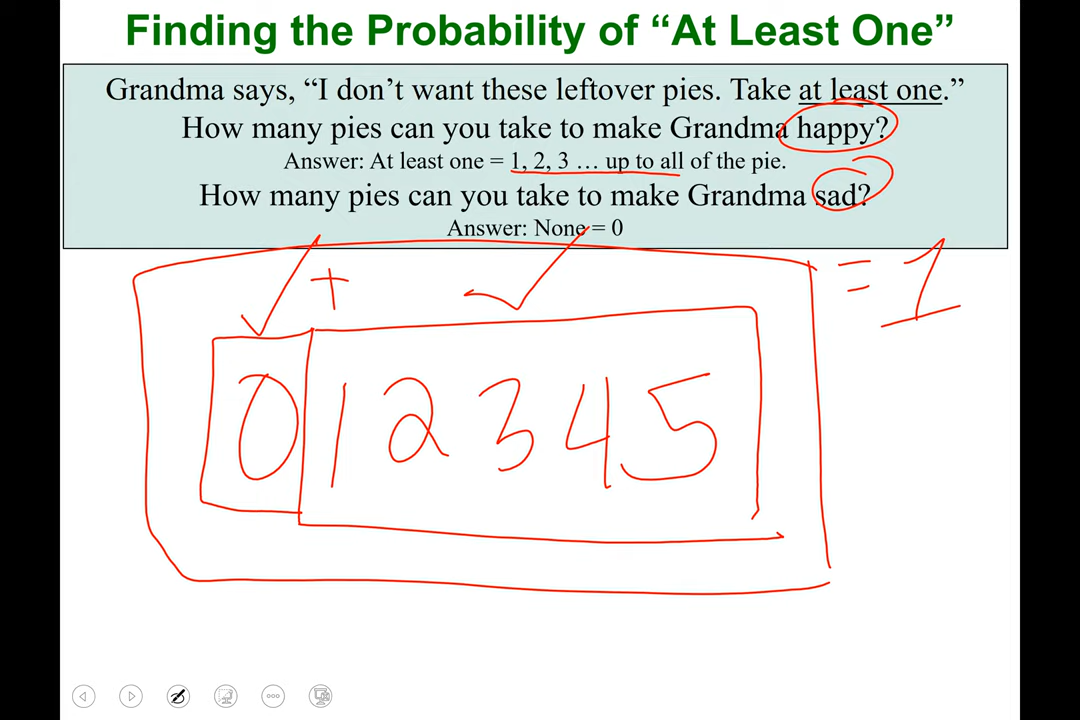 Finding the Probability of “At Least One”
Grandma says, “I don’t want these leftover pies. Take at least one.”
How many pies can you take to make Grandma happy?
Answer: At least one = 1, 2, 3 … up to all of the pie.
How many pies can you take to make Grandma sad?
Answer: None = 0
+ = 1
0 1 2 3 4 5